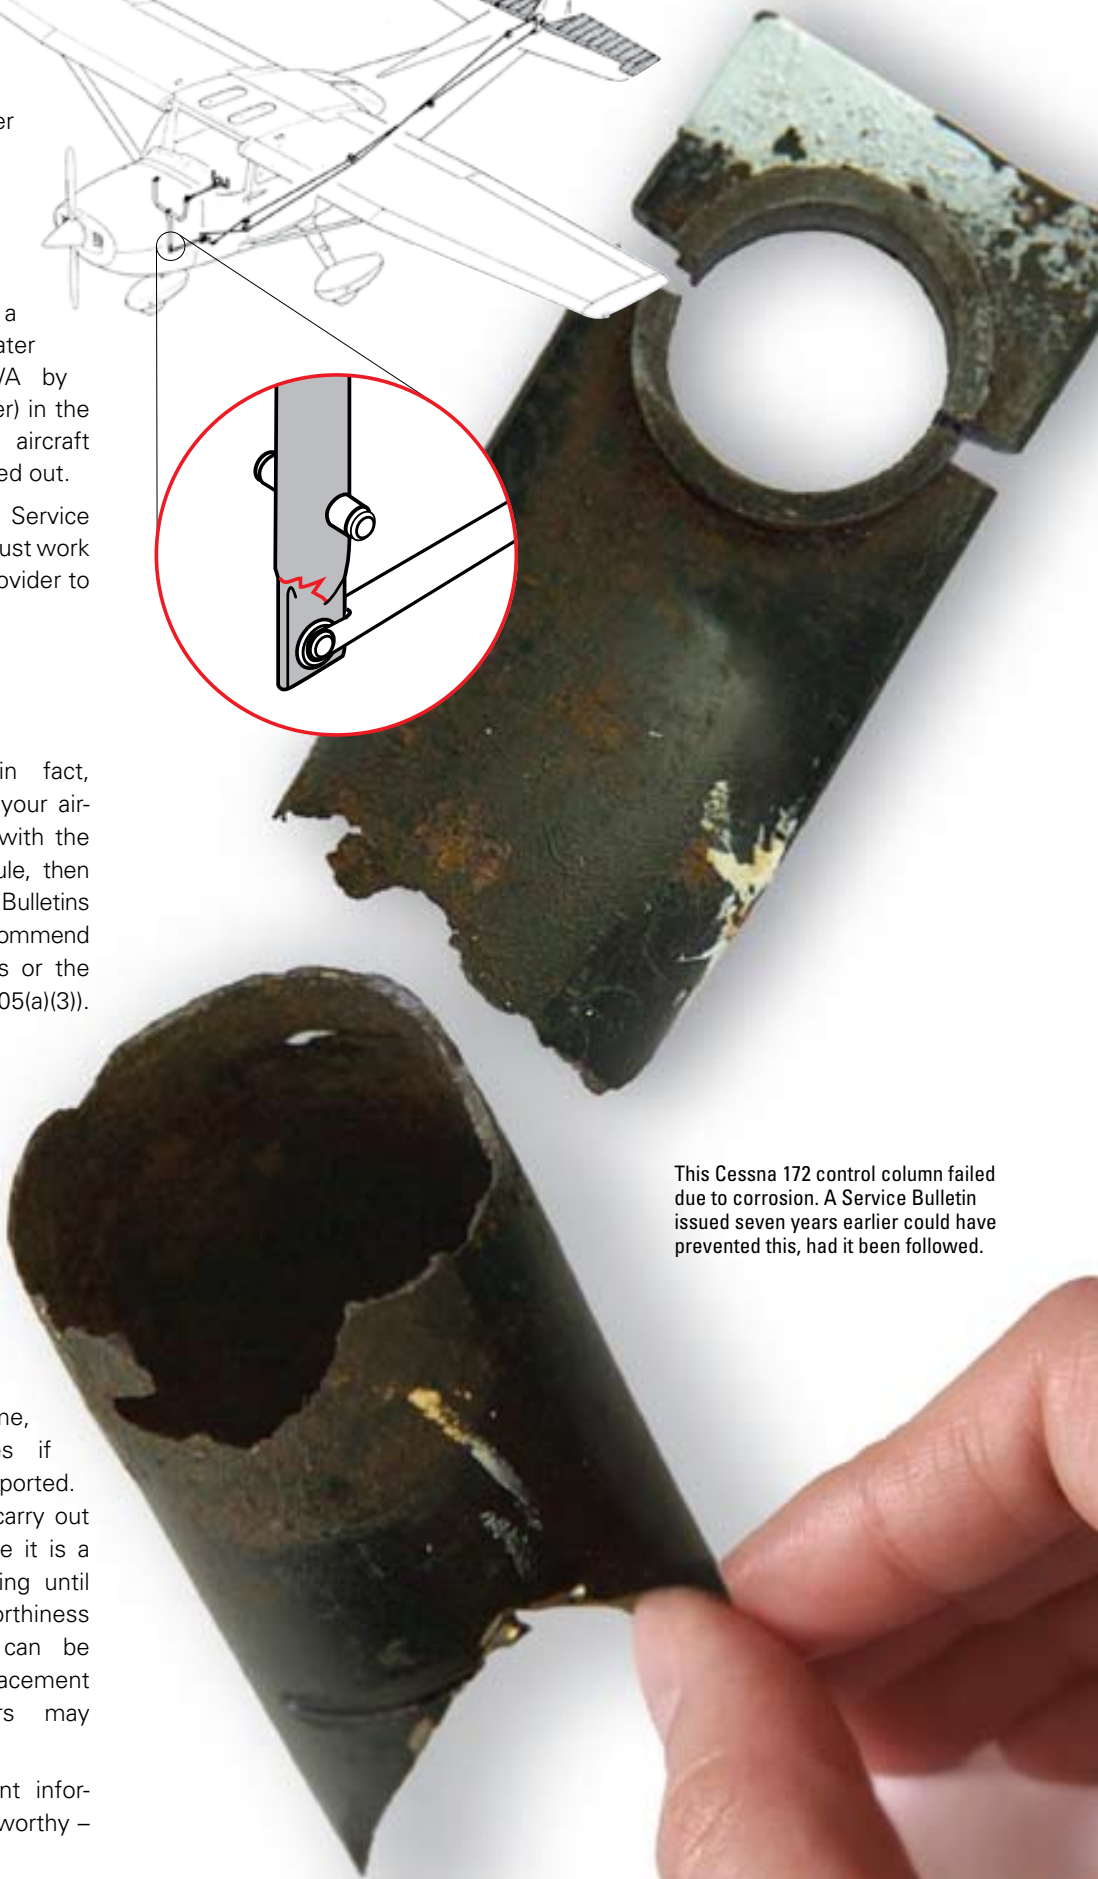 er
a
ater
/A by
er) in the
aircraft
ed out.
Service
ust work
ovider to
in fact,
your air-
with the
ule, then
Bulletins
ommend
s or the
05(a)(3)).
This Cessna 172 control column failed
due to corrosion. A Service Bulletin
issued seven years earlier could have
prevented this, had it been followed.
ne,
es if
ported.
carry out
e it is a
ing until
orthiness
can be
acement
rs may
nt infor-
worthy –